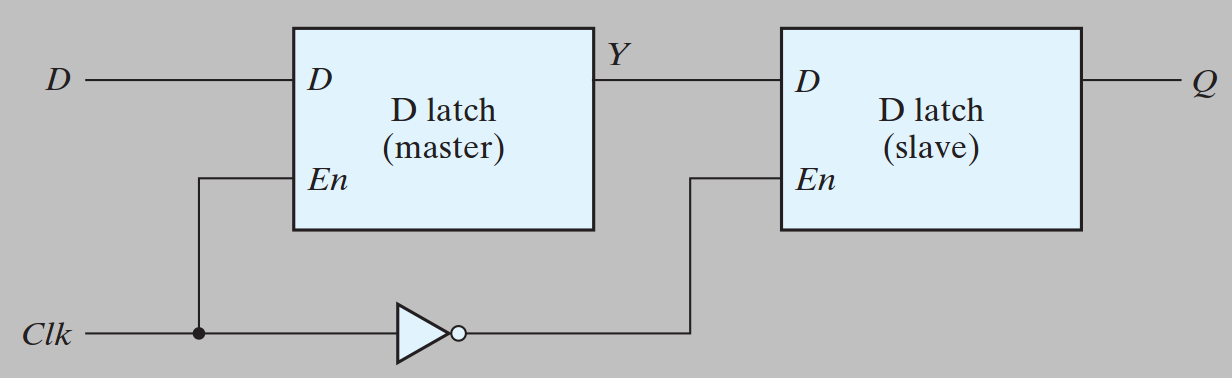 D
D
En
D latch
(master)
Y
D
En
D latch
(slave)
Q
Clk